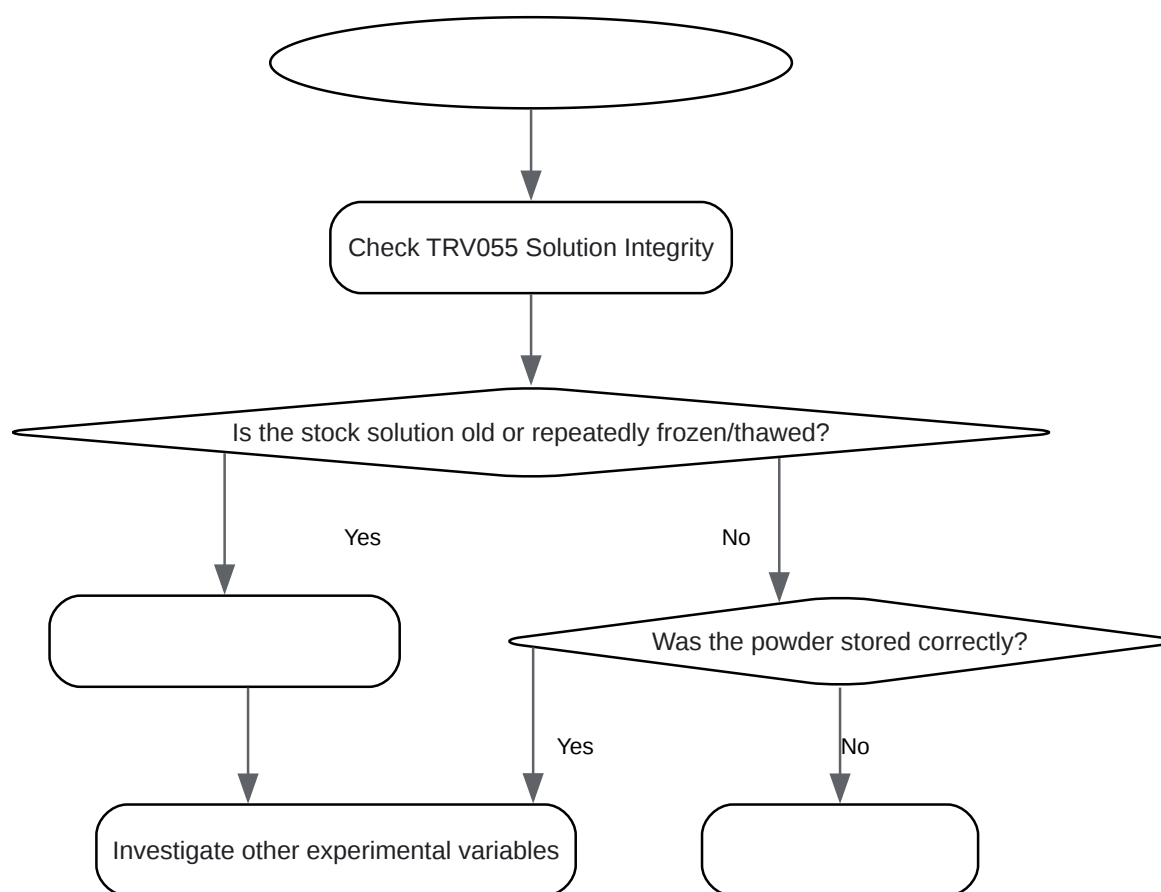 Check TRV055 Solution Integrity
Is the stock solution old or repeatedly frozen/thawed?
Yes
No
Was the powder stored correctly?
Yes
No
Investigate other experimental variables